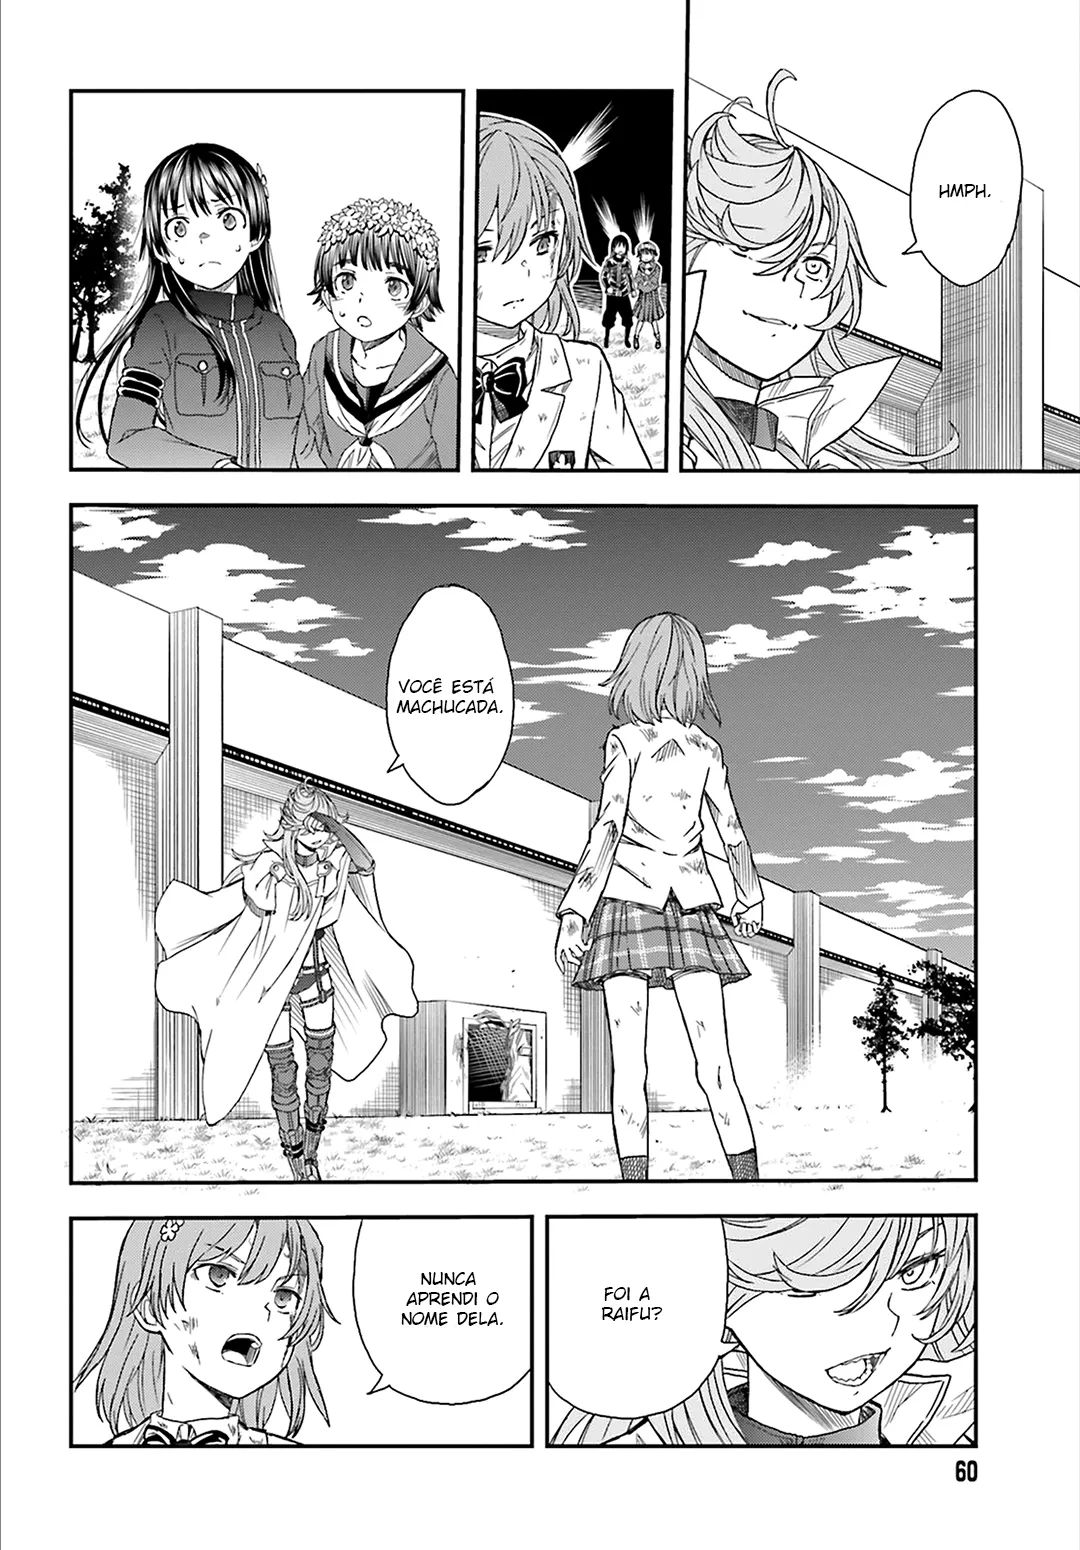 HMPH.
VOCÊ ESTÁ
MACHUCADA.
FOI A
RAIFU?
NUNCA
APRENDI O
NOME DELA.
60